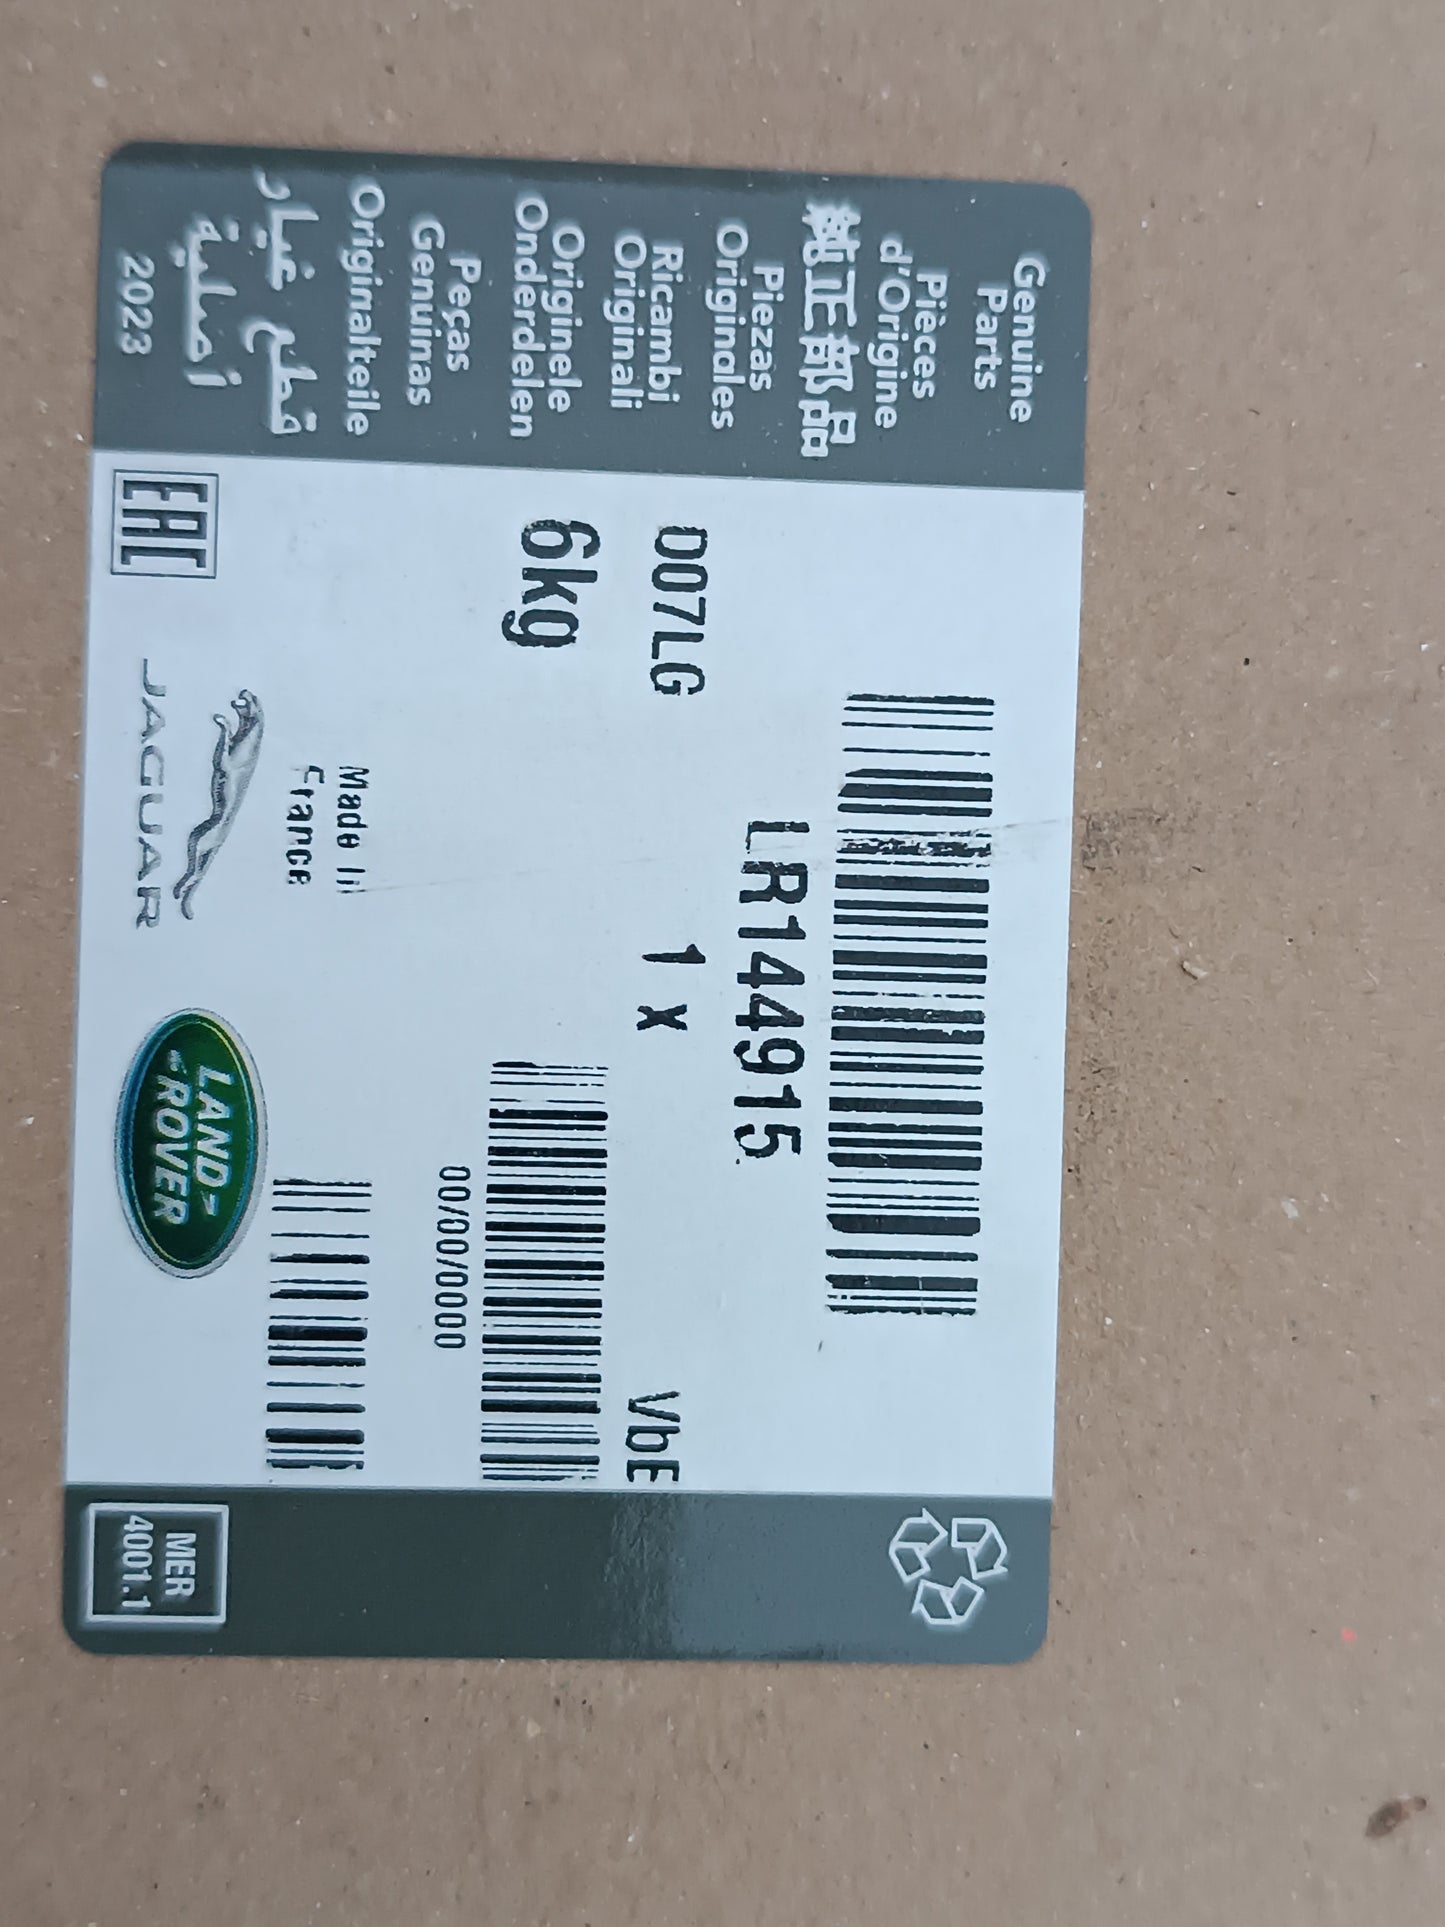 Genuine
Parts
Pièces
d'Origine
純正部品
Piezas
Originales
Ricambi
Originali
Originele
Onderdelen
Peças
Genuinas
Originalteile
قطع غيار
أصلية
2023
LR144915
007LG
1 x
VbE
6kg
00/00/0000
Made In
France
EAC
JAGUAR
LAND
ROVER
MER
4001.1